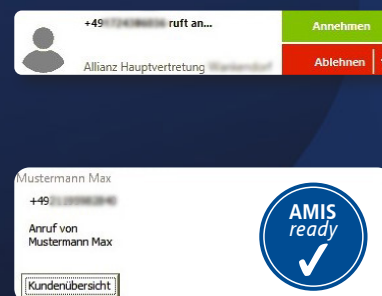 +49 ruft an...
Annehmen
Allianz Hauptvertretung
Ablehnen
Mustermann Max
+49
Anruf von
Mustermann Max
Kundenübersicht
AMIS
ready